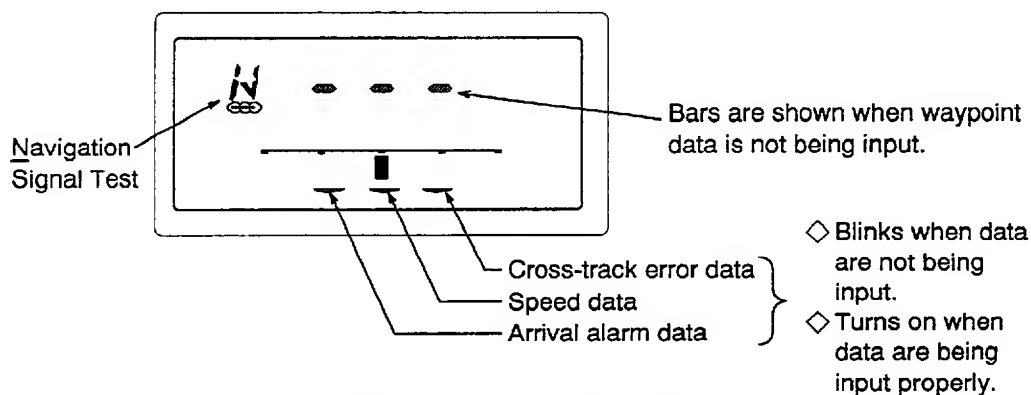 N
- - -
Navigation
Signal Test
Bars are shown when waypoint
data is not being input.
Cross-track error data
Speed data
Arrival alarm data
◇ Blinks when data
are not being
input.
◇ Turns on when
data are being
input properly.